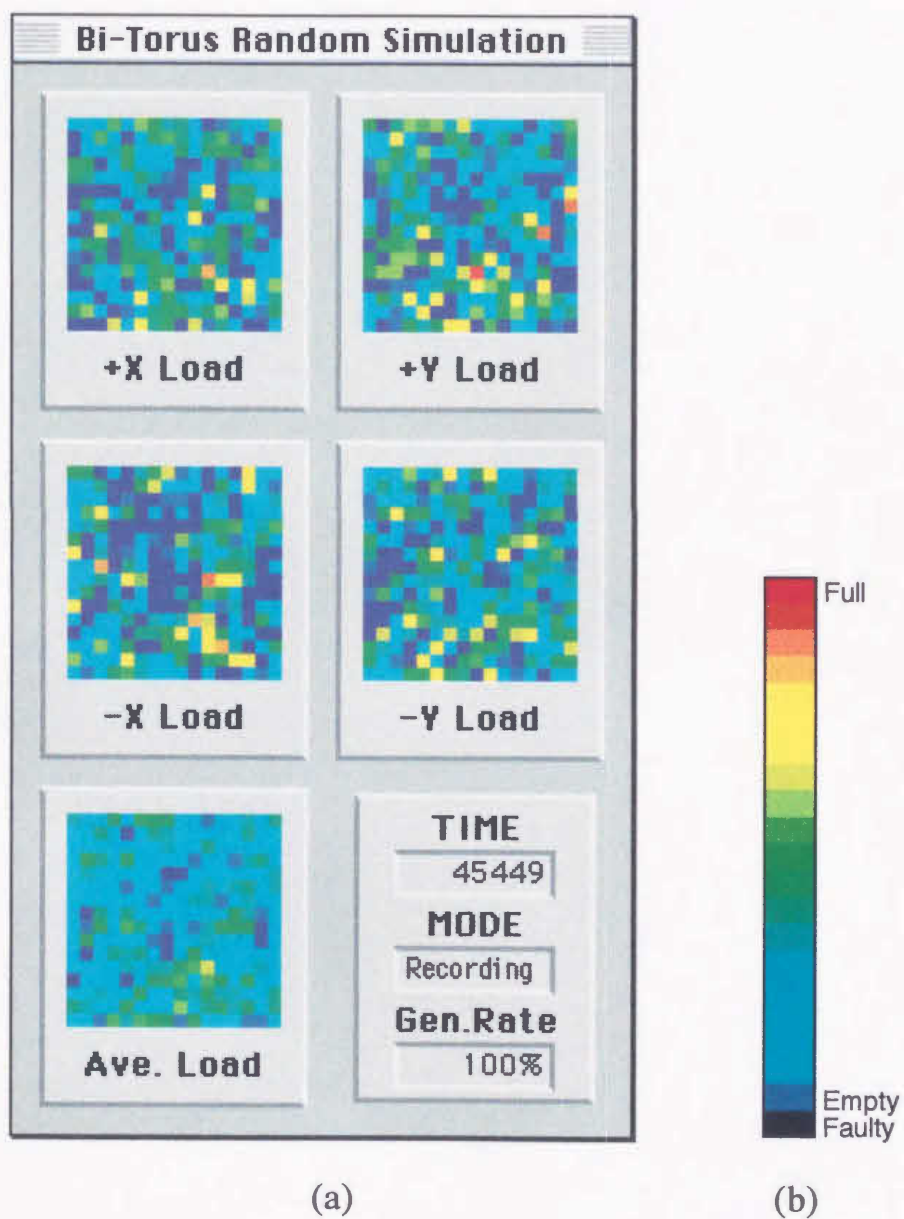 Bi-Torus Random Simulation
+X Load
+Y Load
-X Load
-Y Load
Ave. Load
TIME
45449
MODE
Recording
Gen.Rate
100%
Full
Empty
Faulty
(a)
(b)